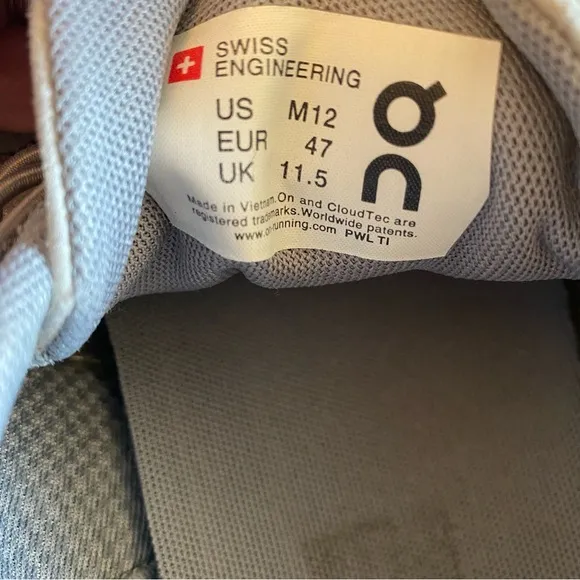 SWISS
ENGINEERING
US M12
EUR 47
UK 11.5
Made in Vietnam.On and CloudTec are
registered trademarks.Worldwide patents.
www.on-running.com PWL TI
On